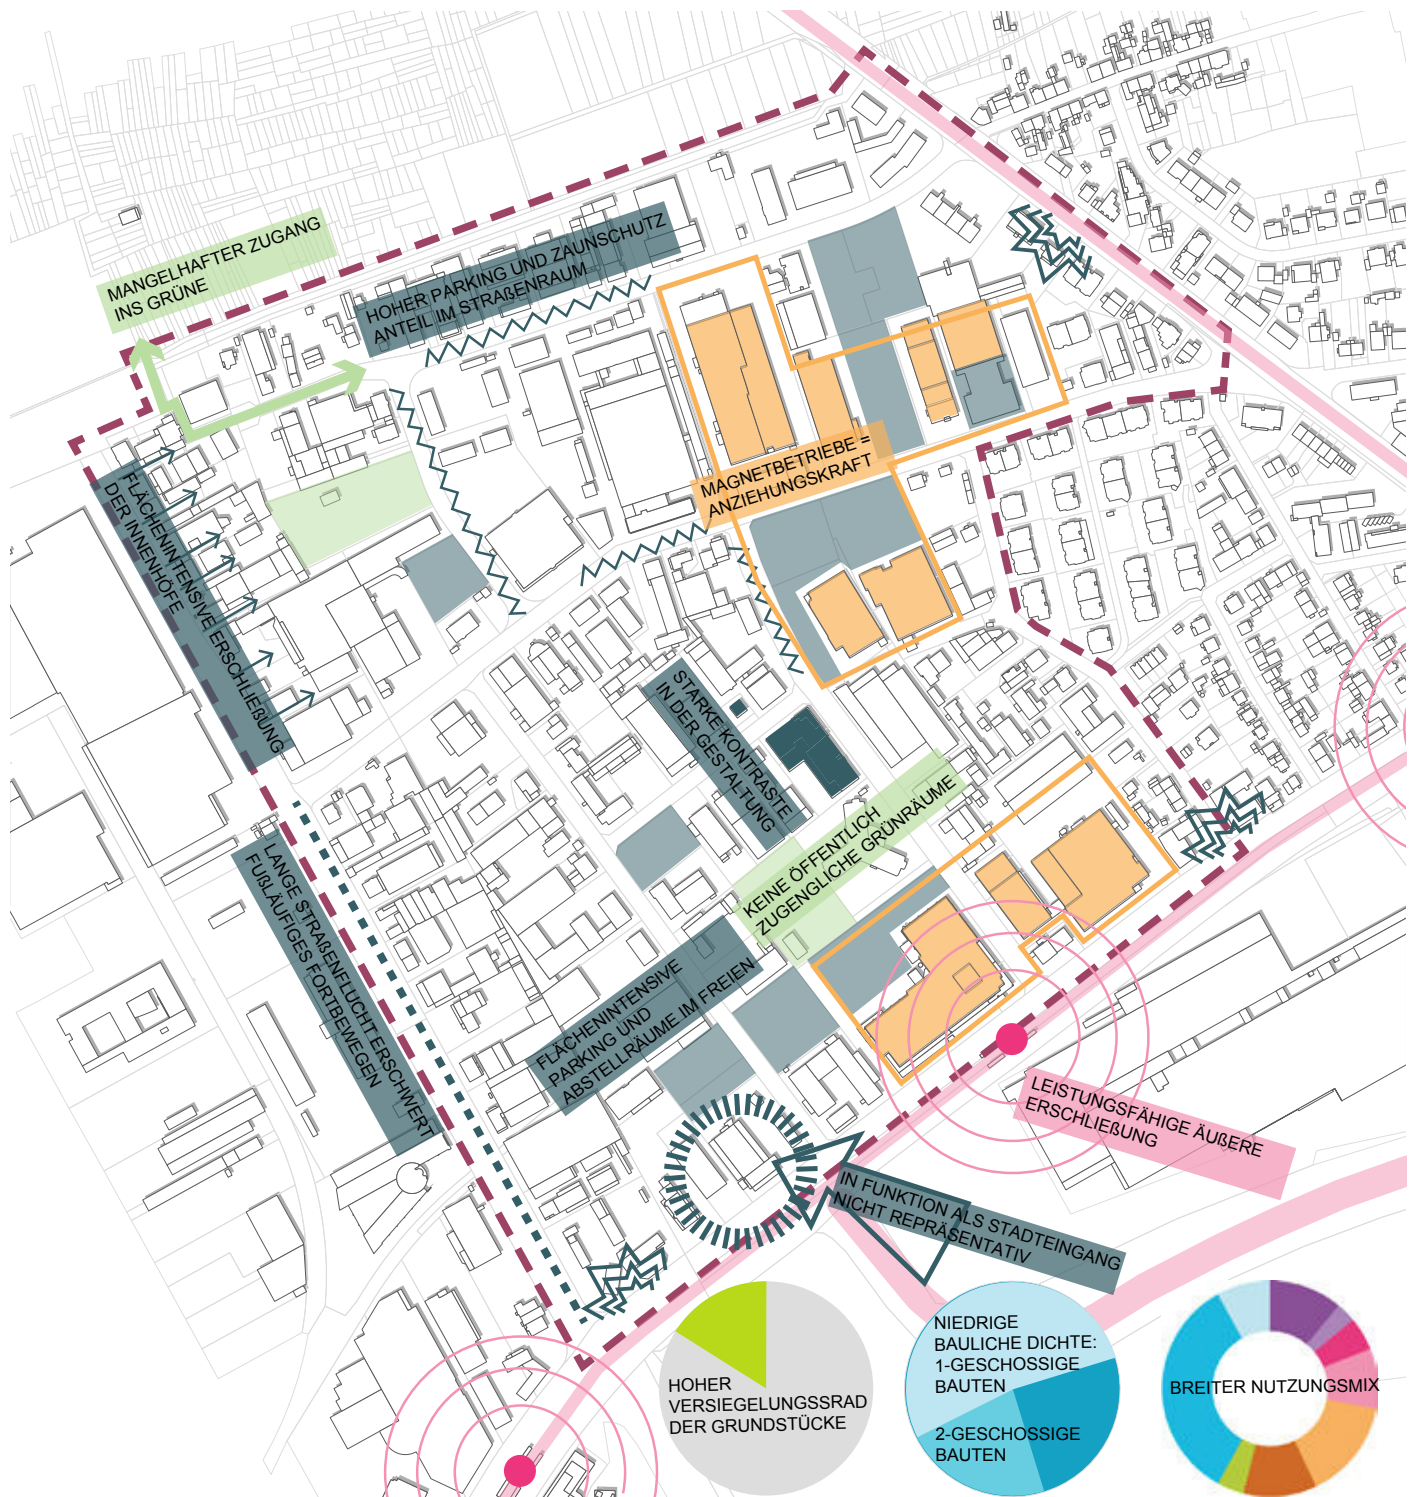 MANGELHAFTER ZUGANG
INS GRÜNE
HOHER PARKING UND ZAUNSCHUTZ
ANTEIL IM STRAßENRAUM
MAGNETBETRIEBE =
ANZIEHUNGSKRAFT
FLÄCHENINTENSIVE ERSCHLIEßUNG
DER INNENHÖFE
STARKE KONTRASTE
IN DER GESTALTUNG
KEINE ÖFFENTLICH
ZUGENGLICHE GRÜNRÄUME
LANGE STRAßENFLUCHT ERSCHWERT
FUßLÄUFIGES FORTBEWEGEN
FLÄCHENINTENSIVE
PARKING UND
ABSTELLRÄUME IM FREIEN
LEISTUNGSFÄHIGE ÄUßERE
ERSCHLIEßUNG
IN FUNKTION ALS STADTEINGANG
NICHT REPRÄSENTATIV
HOHER
VERSIEGELUNGSSRAD
DER GRUNDSTÜCKE
NIEDRIGE
BAULICHE DICHTE:
1-GESCHOSSIGE
BAUTEN
2-GESCHOSSIGE
BAUTEN
BREITER NUTZUNGSMIX